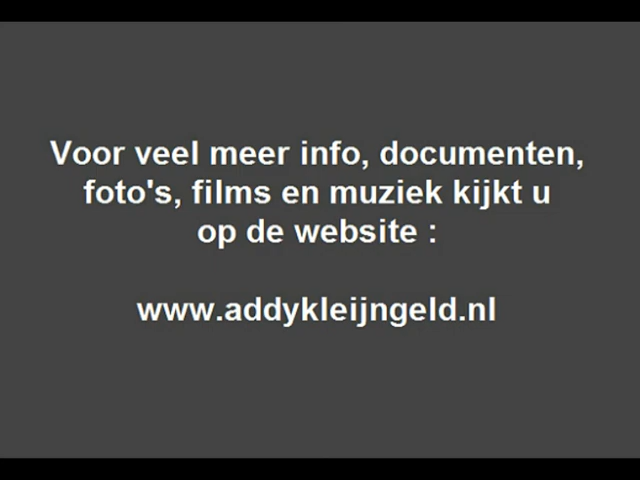 Voor veel meer info, documenten,
foto's, films en muziek kijkt u
op de website :
www.addykleijngeld.nl